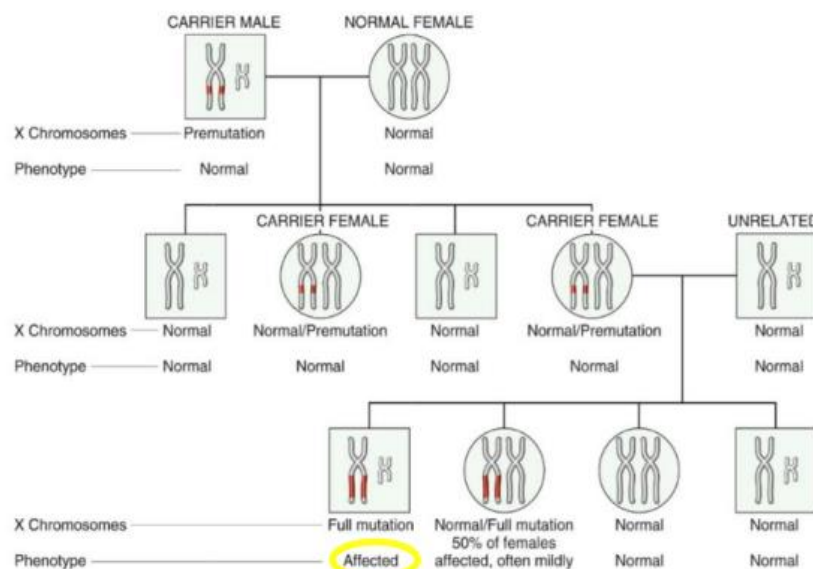 CARRIER MALE NORMAL FEMALE
X Chromosomes Premutation Normal
Phenotype Normal Normal
CARRIER FEMALE CARRIER FEMALE UNRELATED
X Chromosomes Normal Normal/Premutation Normal Normal/Premutation Normal
Phenotype Normal Normal Normal Normal Normal
X Chromosomes Full mutation Normal/Full mutation Normal Normal
50% of females
Phenotype Affected affected, often mildly Normal Normal